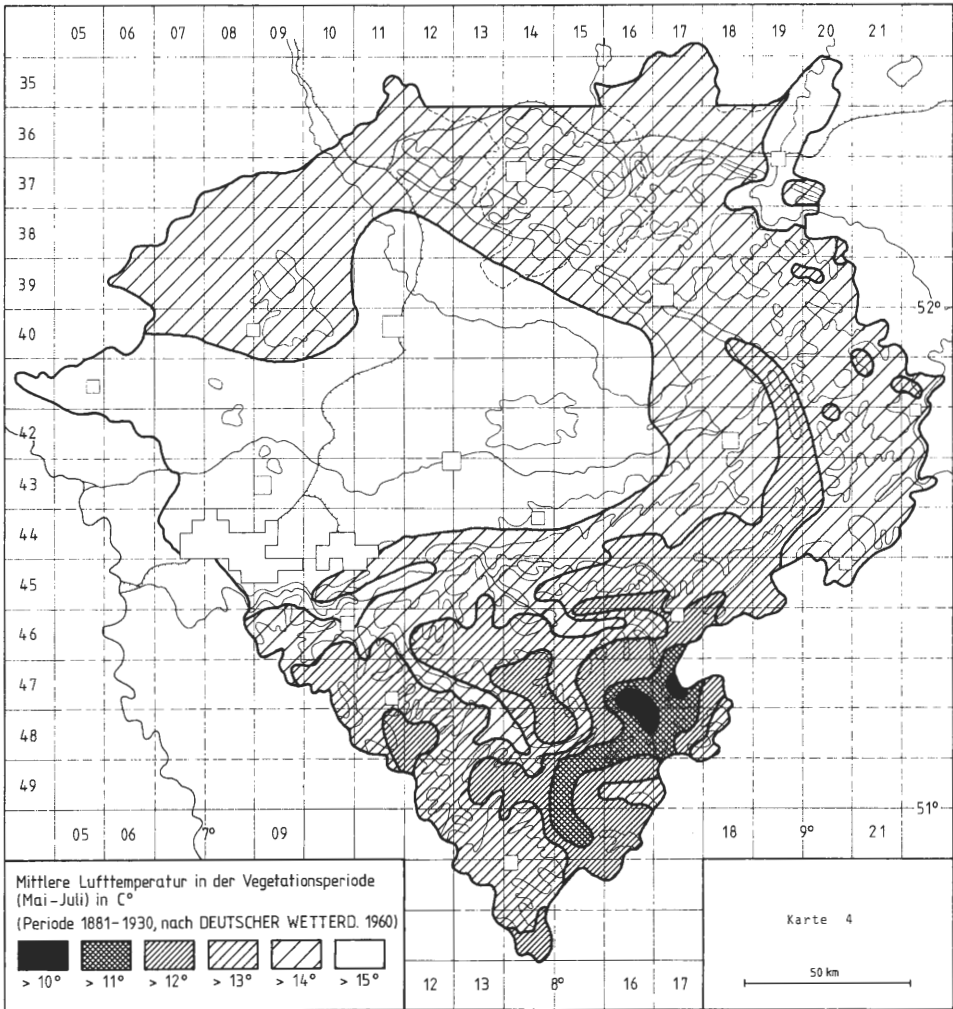 05 06 07 08 09 10 11 12 13 14 15 16 17 18 19 20 21
35
36
37
38
39
52°
40
42
43
44
45
46
47
48
49
51°
05 06 7° 09 18 9° 21
Mittlere Lufttemperatur in der Vegetationsperiode
(Mai-Juli) in C°
(Periode 1881-1930, nach DEUTSCHER WETTERD. 1960)
> 10° > 11° > 12° > 13° > 14° > 15°
12 13 8° 16 17
Karte 4
50 km